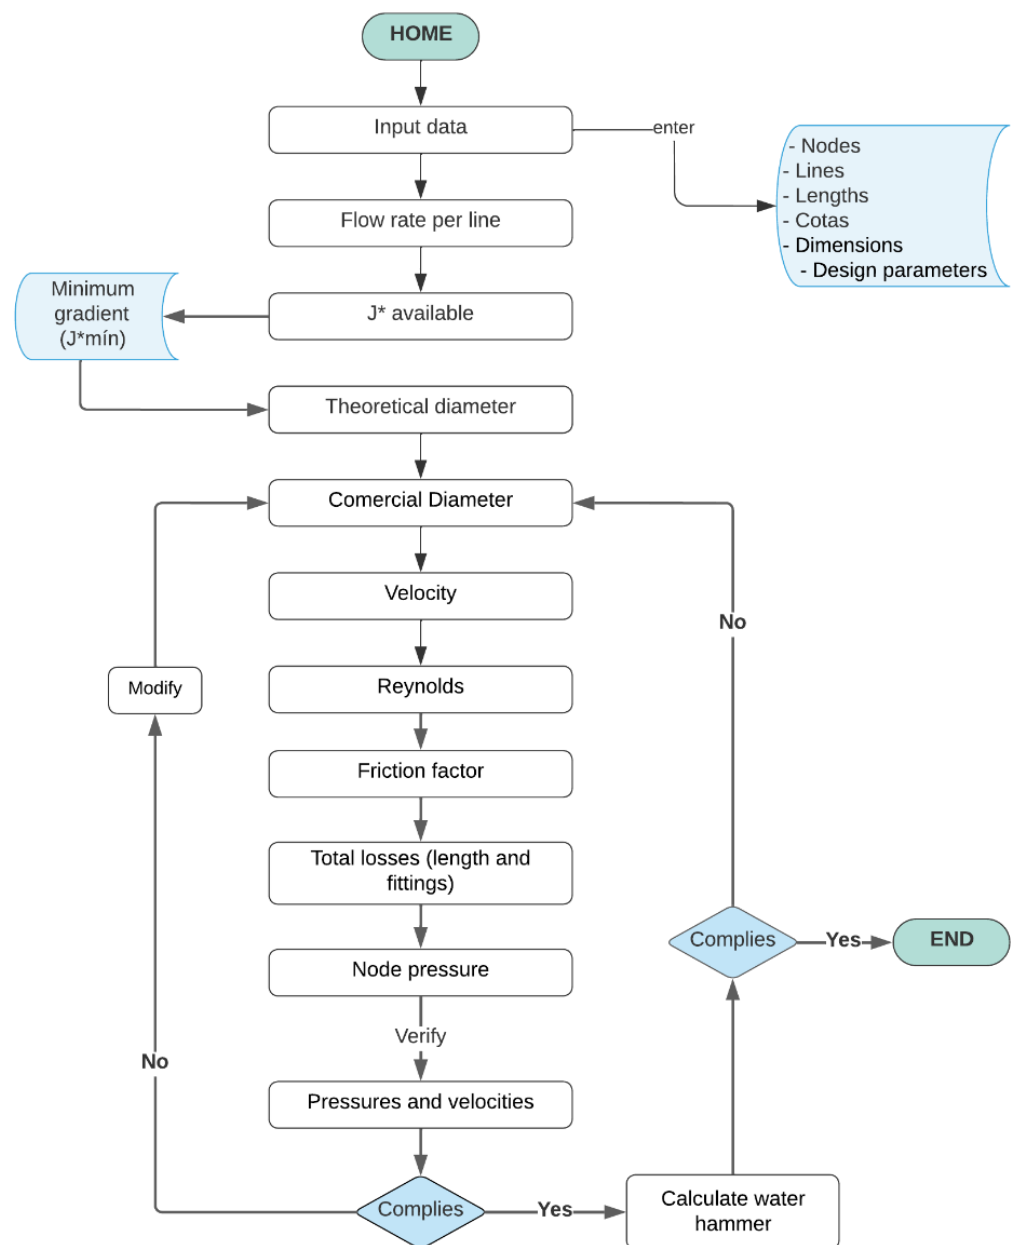 HOME
Input data
enter
- Nodes
- Lines
- Lengths
- Cotas
- Dimensions
- Design parameters
Flow rate per line
J* available
Minimum
gradient
(J*mín)
Theoretical diameter
Comercial Diameter
Velocity
No
Modify
Reynolds
Friction factor
Total losses (length and
fittings)
Complies
Yes
END
Node pressure
Verify
No
Pressures and velocities
Complies
Yes
Calculate water
hammer